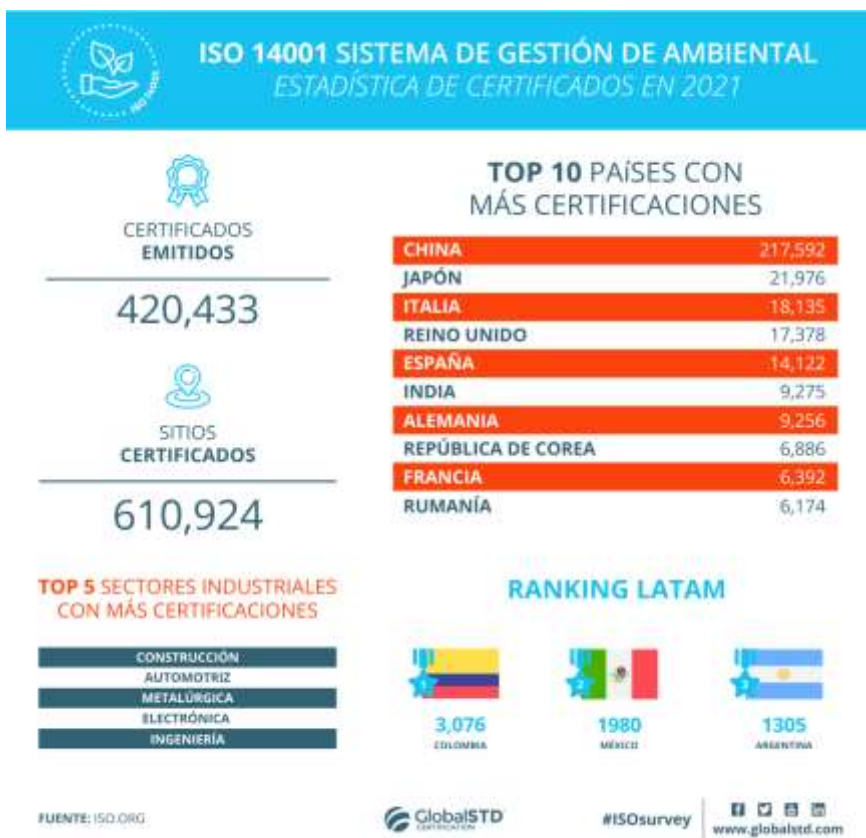 ISO 14001 SISTEMA DE GESTIÓN DE AMBIENTAL
ESTADÍSTICA DE CERTIFICADOS EN 2021
ISO 14001
CERTIFICADOS
EMITIDOS
420,433
SITIOS
CERTIFICADOS
610,924
TOP 10 PAÍSES CON
MÁS CERTIFICACIONES
CHINA 217,592
JAPÓN 21,976
ITALIA 18,135
REINO UNIDO 17,378
ESPAÑA 14,122
INDIA 9,275
ALEMANIA 9,256
REPÚBLICA DE COREA 6,886
FRANCIA 6,392
RUMANÍA 6,174
TOP 5 SECTORES INDUSTRIALES
CON MÁS CERTIFICACIONES
CONSTRUCCIÓN
AUTOMOTRIZ
METALÚRGICA
ELECTRÓNICA
INGENIERÍA
RANKING LATAM
1
3,076
COLOMBIA
2
1980
MÉXICO
3
1305
ARGENTINA
FUENTE: ISO.ORG
GlobalSTD
CERTIFICATION
#ISOsurvey
www.globalstd.com